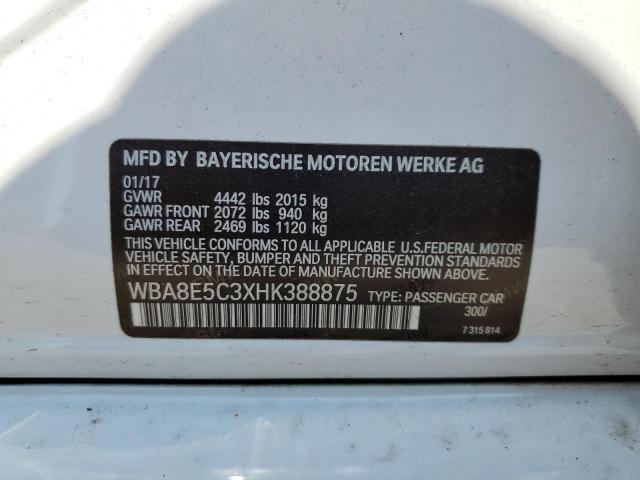 MFD BY BAYERISCHE MOTOREN WERKE AG
01/17
GVWR 4442 lbs 2015 kg
GAWR FRONT 2072 lbs 940 kg
GAWR REAR 2469 lbs 1120 kg
THIS VEHICLE CONFORMS TO ALL APPLICABLE U.S.FEDERAL MOTOR
VEHICLE SAFETY, BUMPER AND THEFT PREVENTION STANDARDS
IN EFFECT ON THE DATE OF MANUFACTURE SHOWN ABOVE.
WBA8E5C3XHK388875 TYPE: PASSENGER CAR
300/
7 315 814